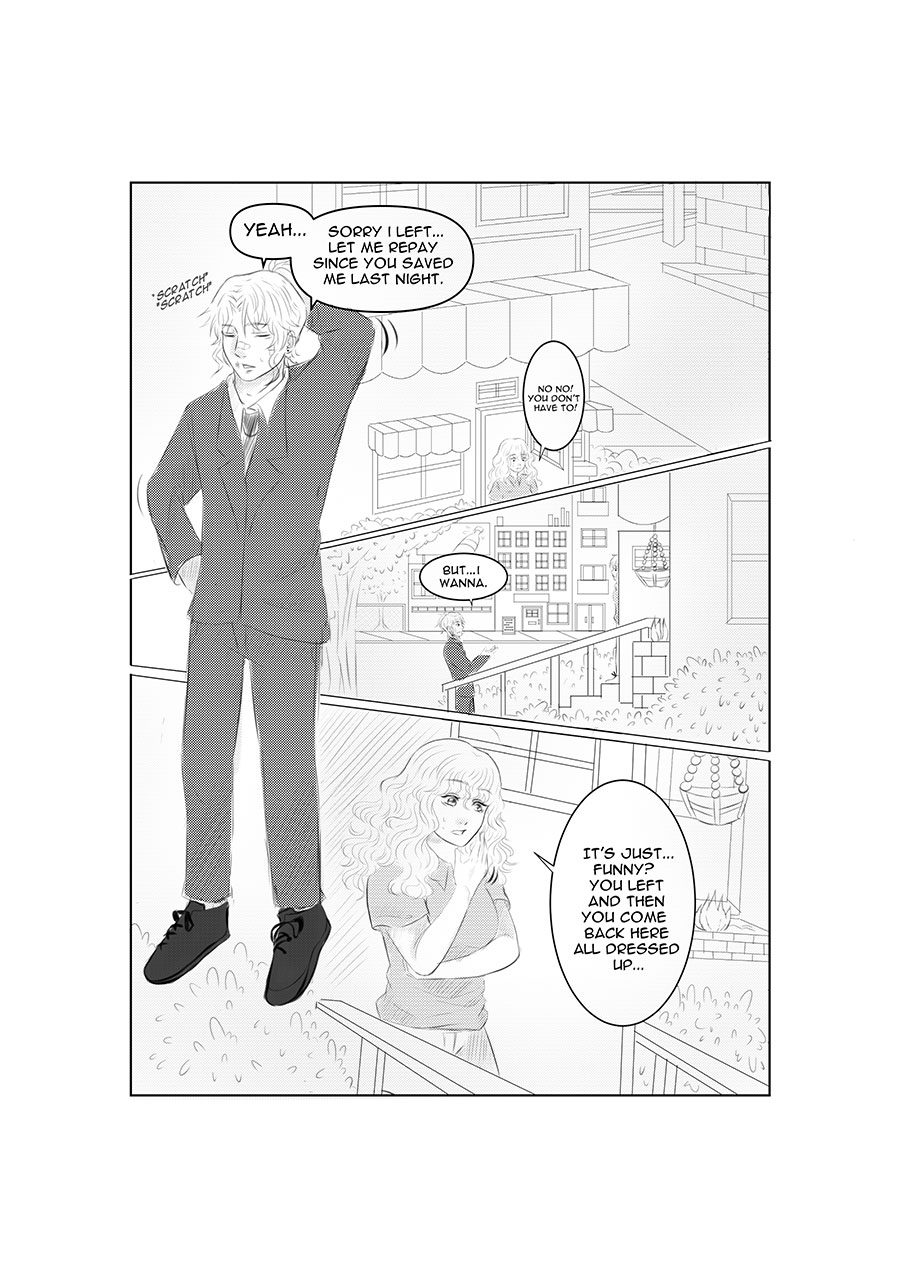 YEAH...
SORRY I LEFT...
LET ME REPAY
SINCE YOU SAVED
ME LAST NIGHT.
*SCRATCH*
*SCRATCH*
NO NO!
YOU DON'T
HAVE TO!
BUT...I
WANNA.
IT'S JUST...
FUNNY?
YOU LEFT
AND THEN
YOU COME
BACK HERE
ALL DRESSED
UP...